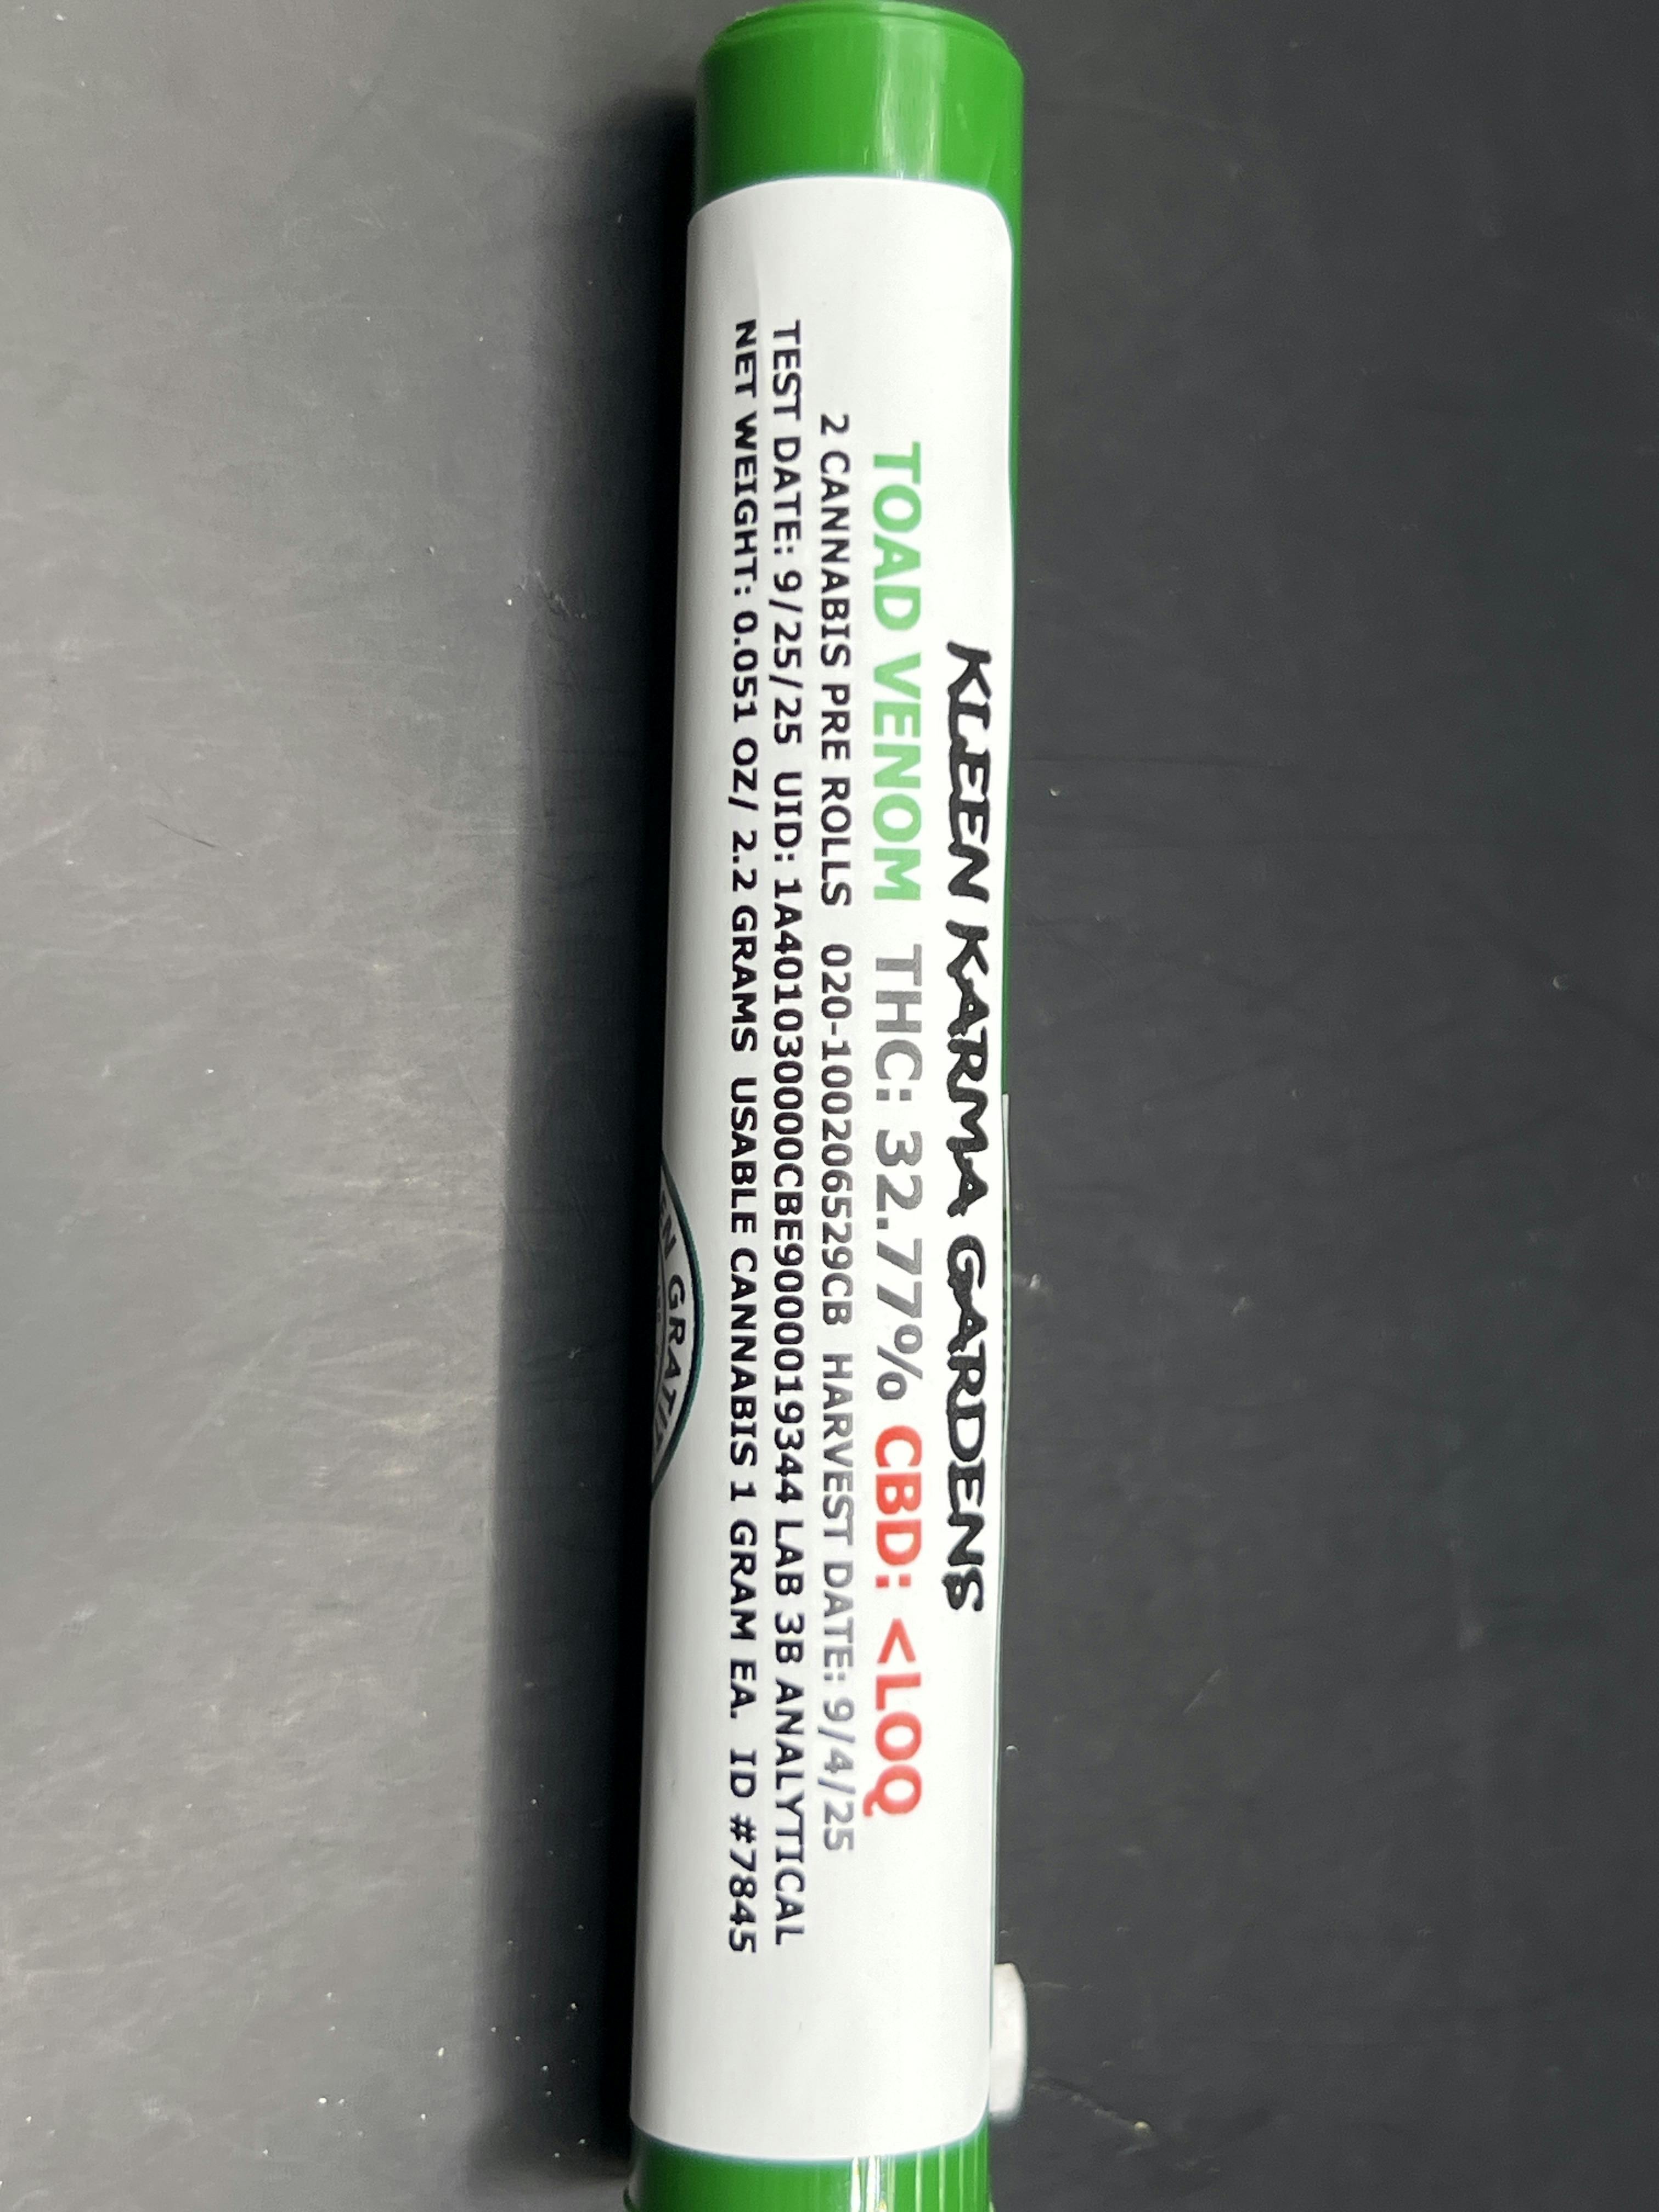 KLEEN KARMA GARDENS
TOAD VENOM THC: 32.77% CBD: <LOQ
2 CANNABIS PRE ROLLS 020-100206529CB HARVEST DATE: 9/4/25
TEST DATE: 9/25/25 UID: 1A401030000CBE9000019344 LAB 3B ANALYTICAL
NET WEIGHT: 0.051 OZ/ 2.2 GRAMS USABLE CANNABIS 1 GRAM EA. ID #7845